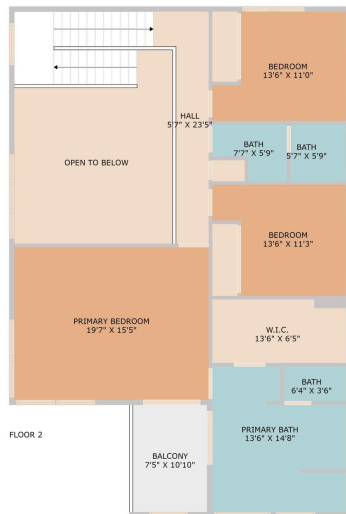 BEDROOM
13'6" X 11'0"
HALL
5'7" X 23'5"
BATH
7'7" X 5'9"
BATH
5'7" X 5'9"
OPEN TO BELOW
BEDROOM
13'6" X 11'3"
PRIMARY BEDROOM
19'7" X 15'5"
W.I.C.
13'6" X 6'5"
BATH
6'4" X 3'6"
FLOOR 2
PRIMARY BATH
13'6" X 14'8"
BALCONY
7'5" X 10'10"